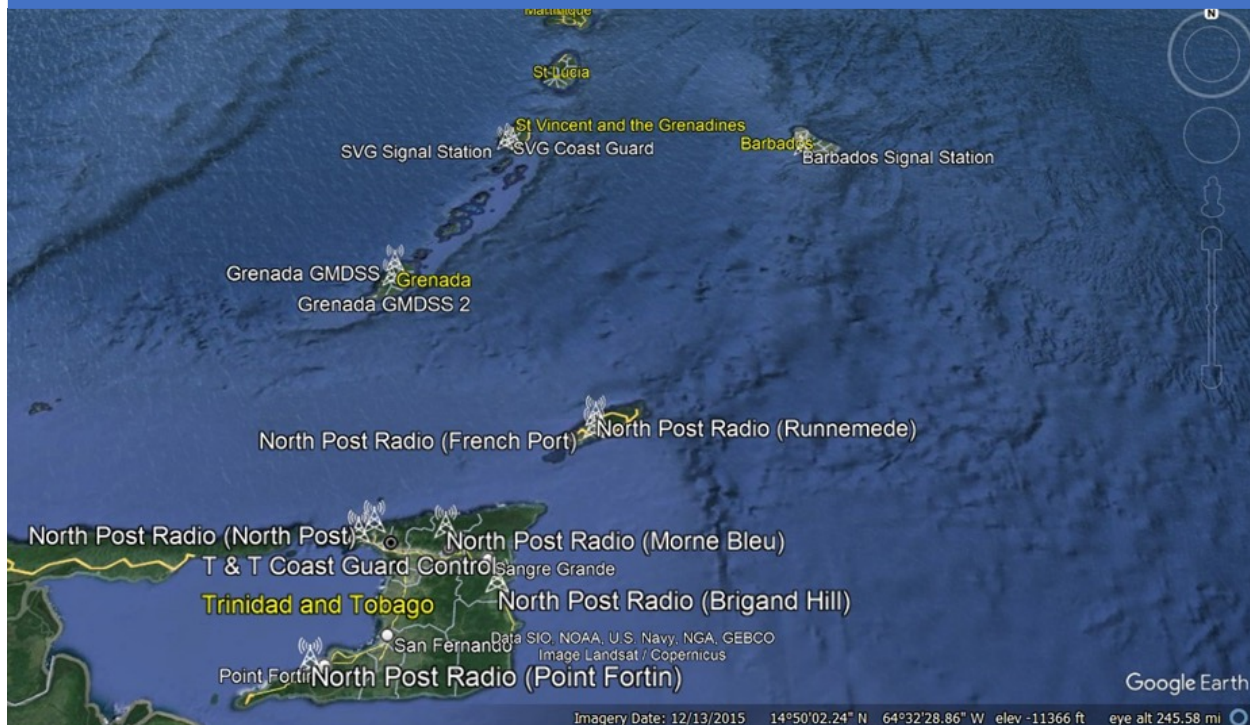 Martinique
N
St Lucia
St Vincent and the Grenadines
SVG Signal Station
SVG Coast Guard
Barbados
Barbados Signal Station
Grenada GMDSS
Grenada
Grenada GMDSS 2
North Post Radio (French Port)
North Post Radio (Runnemede)
North Post Radio (North Post)
North Post Radio (Morne Bleu)
T & T Coast Guard Control
Sangre Grande
Trinidad and Tobago
North Post Radio (Brigand Hill)
San Fernando
Data SIO, NOAA, U.S. Navy, NGA, GEBCO
Image Landsat / Copernicus
Point Fortin
North Post Radio (Point Fortin)
Google Earth
Imagery Date: 12/13/2015 14°50'02.24" N 64°32'28.86" W elev -11366 ft eye alt 245.58 mi